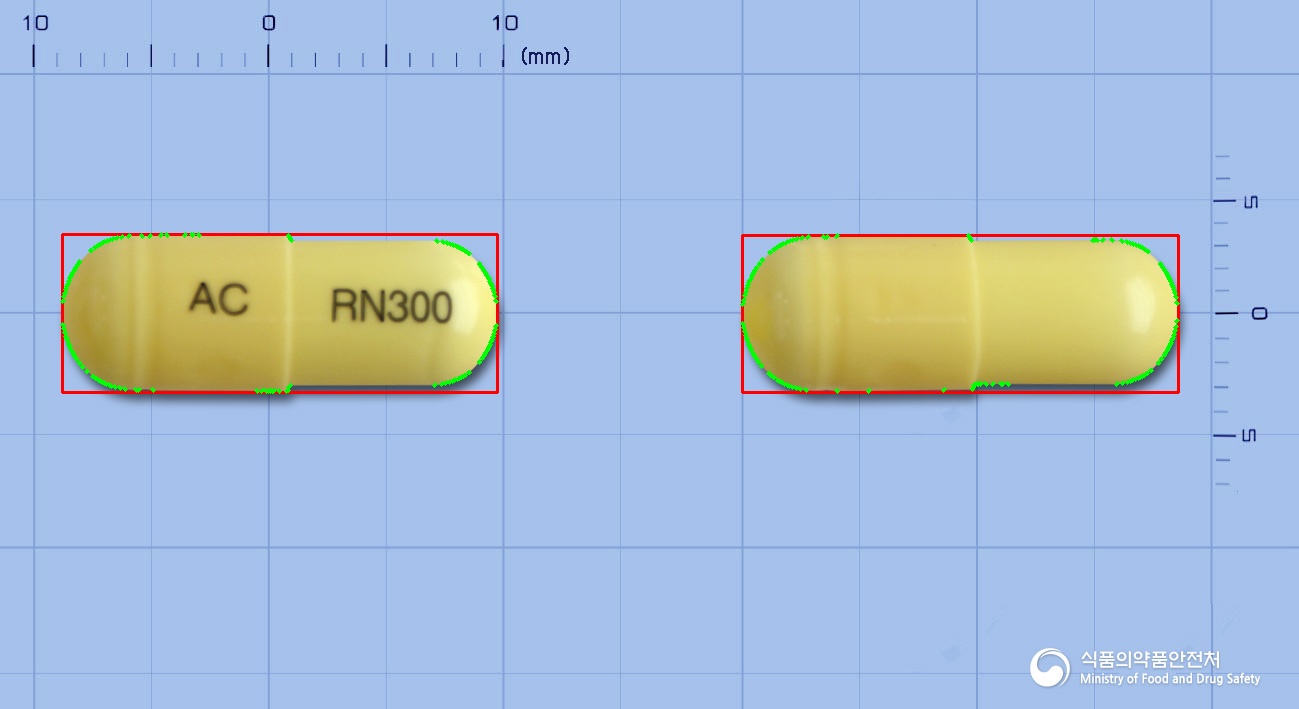 10 0 10 (mm)
5
AC RN300
0
5
식품의약품안전처
Ministry of Food and Drug Safety